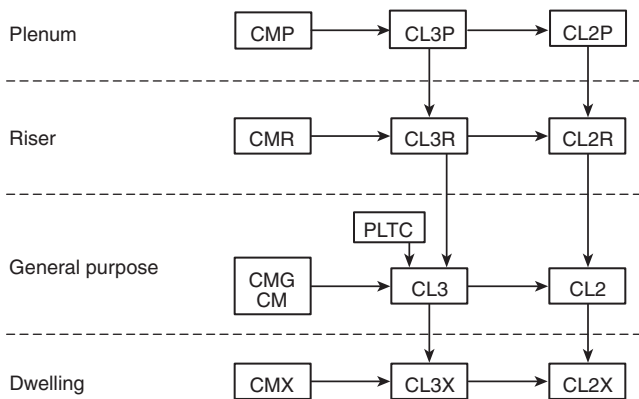 Plenum
CMP
CL3P
CL2P
Riser
CMR
CL3R
CL2R
PLTC
General purpose
CMG
CM
CL3
CL2
Dwelling
CMX
CL3X
CL2X